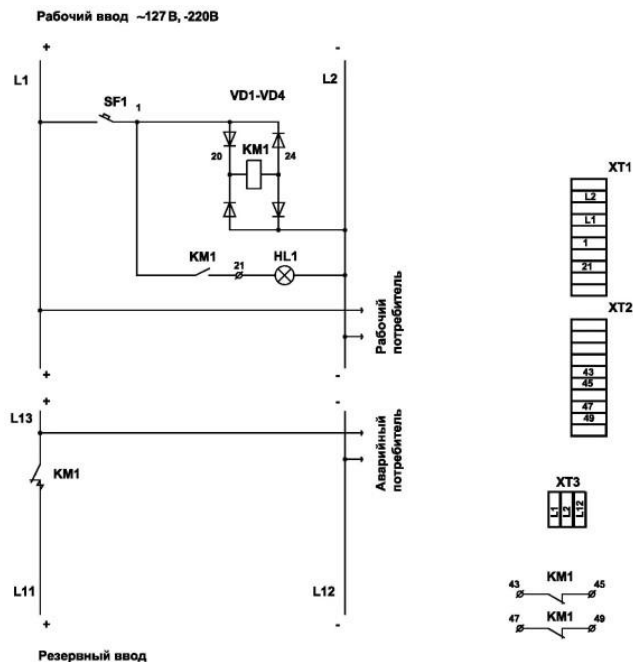 Рабочий ввод ~127 В, -220В
+ -
L1 L2
SF1 1 VD1-VD4
20 KM1 24
KM1 21 HL1
Рабочий
потребитель
+ -
+ -
L13
Аварийный
потребитель
KM1
L11 L12
+ -
Резервный ввод
XT1
L2
L1
1
21
XT2
43
45
47
49
XT3
L1 L2 L12
43 KM1 45
47 KM1 49